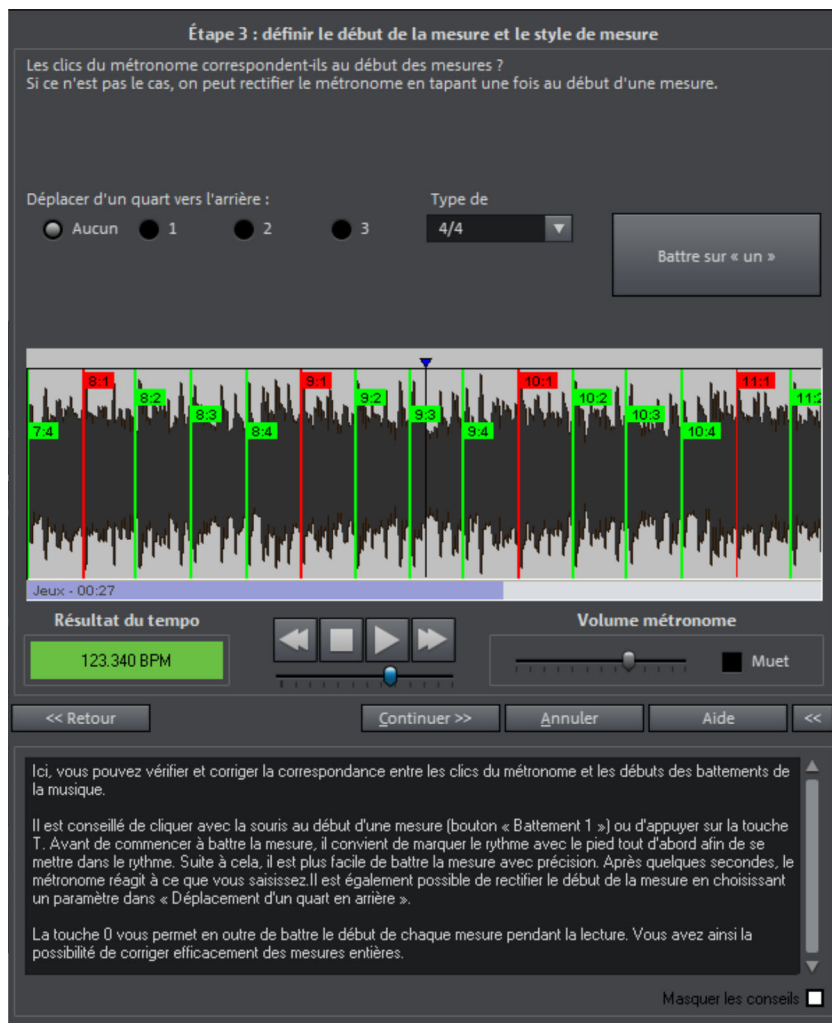 Étape 3 : définir le début de la mesure et le style de mesure
Les clics du métronome correspondent-ils au début des mesures ?
Si ce n'est pas le cas, on peut rectifier le métronome en tapant une fois au début d'une mesure.
Déplacer d'un quart vers l'arrière :
Type de
Aucun 1 2 3
4/4
Battre sur « un »
8:1 9:1 10:1 11:1
8:2 9:2 10:2 11:2
8:3 9:3 10:3
7:4 8:4 9:4 10:4
Jeux - 00:27
Résultat du tempo
Volume métronome
123.340 BPM
Muet
<< Retour
Continuer >>
Annuler
Aide
<<
Ici, vous pouvez vérifier et corriger la correspondance entre les clics du métronome et les débuts des battements de
la musique.
Il est conseillé de cliquer avec la souris au début d'une mesure (bouton « Battement 1 ») ou d'appuyer sur la touche
T. Avant de commencer à battre la mesure, il convient de marquer le rythme avec le pied tout d'abord afin de se
mettre dans le rythme. Suite à cela, il est plus facile de battre la mesure avec précision. Après quelques secondes, le
métronome réagit à ce que vous saisissez.Il est également possible de rectifier le début de la mesure en choisissant
un paramètre dans « Déplacement d'un quart en arrière ».
La touche 0 vous permet en outre de battre le début de chaque mesure pendant la lecture. Vous avez ainsi la
possibilité de corriger efficacement des mesures entières.
Masquer les conseils